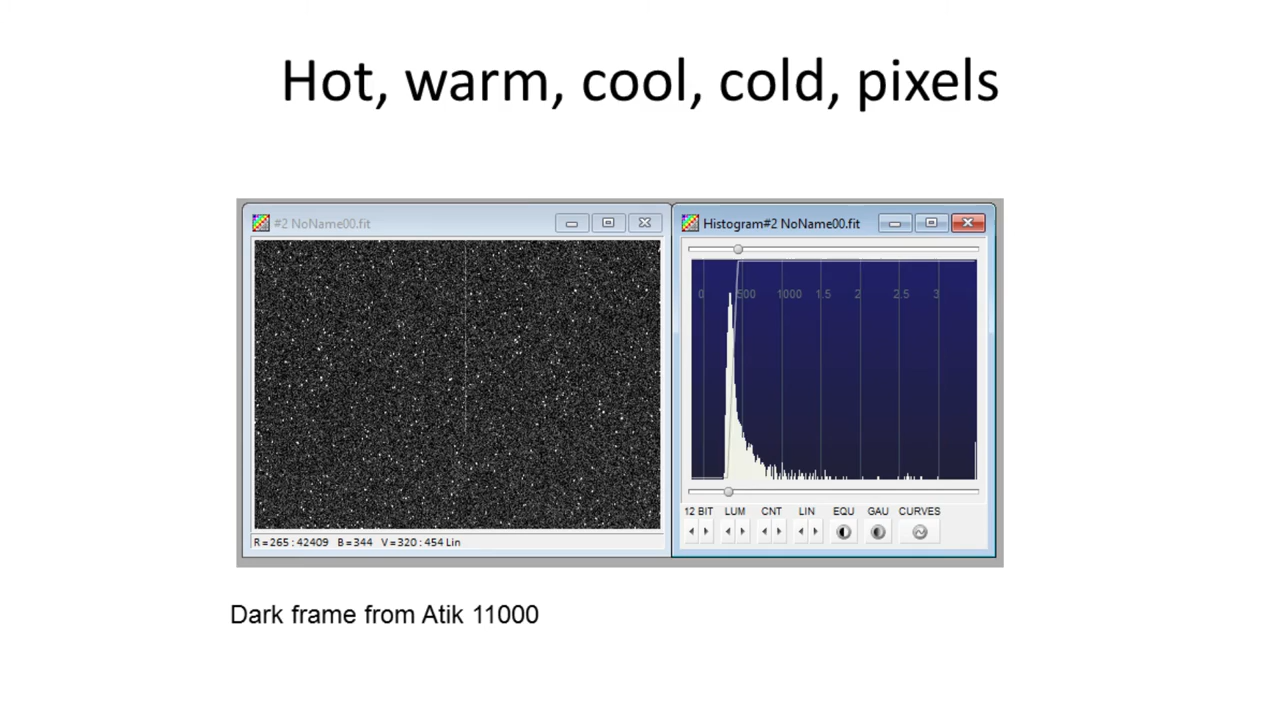 Hot, warm, cool, cold, pixels
#2 NoName00.fit
Histogram#2 NoName00.fit
0 500 1000 1.5 2 2.5 3
12 BIT LUM CNT LIN EQU GAU CURVES
R=265 : 42409 B=344 V=320 : 454 Lin
Dark frame from Atik 11000